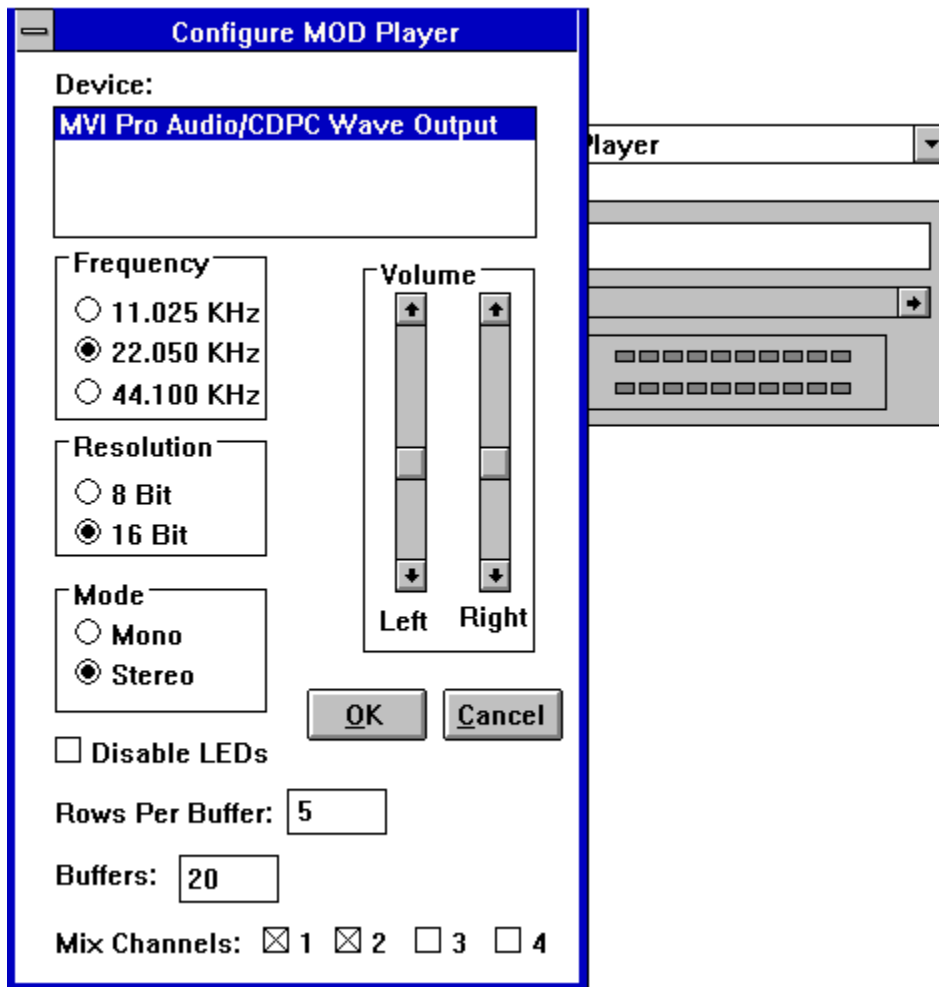 Configure MOD Player
Device:
MVI Pro Audio/CDPC Wave Output
Player
Frequency
11.025 KHz
22.050 KHz
44.100 KHz
Volume
Left Right
Resolution
8 Bit
16 Bit
Mode
Mono
Stereo
OK Cancel
Disable LEDs
Rows Per Buffer: 5
Buffers: 20
Mix Channels: 1 2 3 4